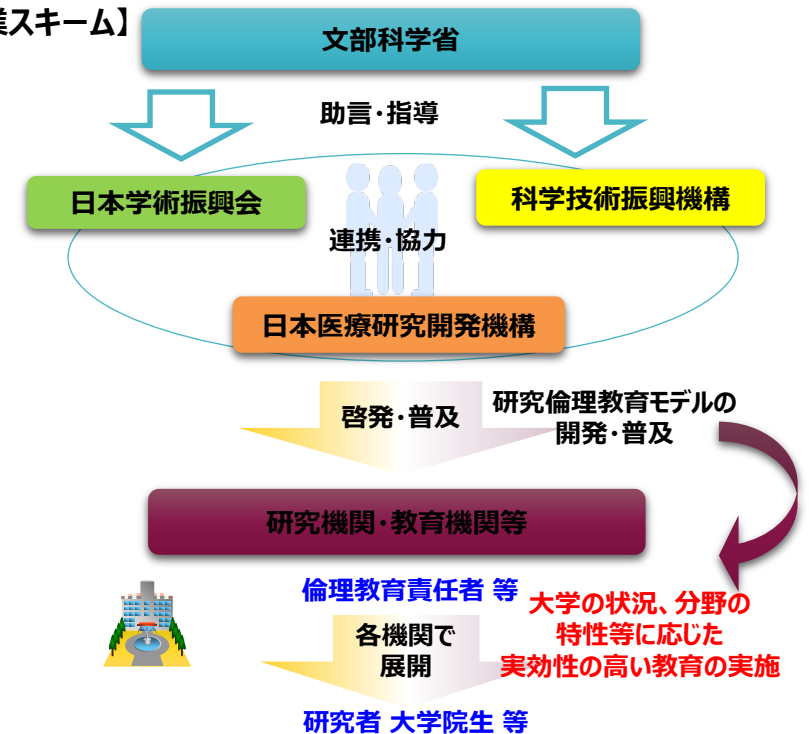 業スキーム】
文部科学省
助言・指導
日本学術振興会
科学技術振興機構
連携・協力
日本医療研究開発機構
啓発・普及
研究倫理教育モデルの
開発・普及
研究機関・教育機関等
倫理教育責任者 等
大学の状況、分野の
特性等に応じた
実効性の高い教育の実施
各機関で
展開
研究者 大学院生 等